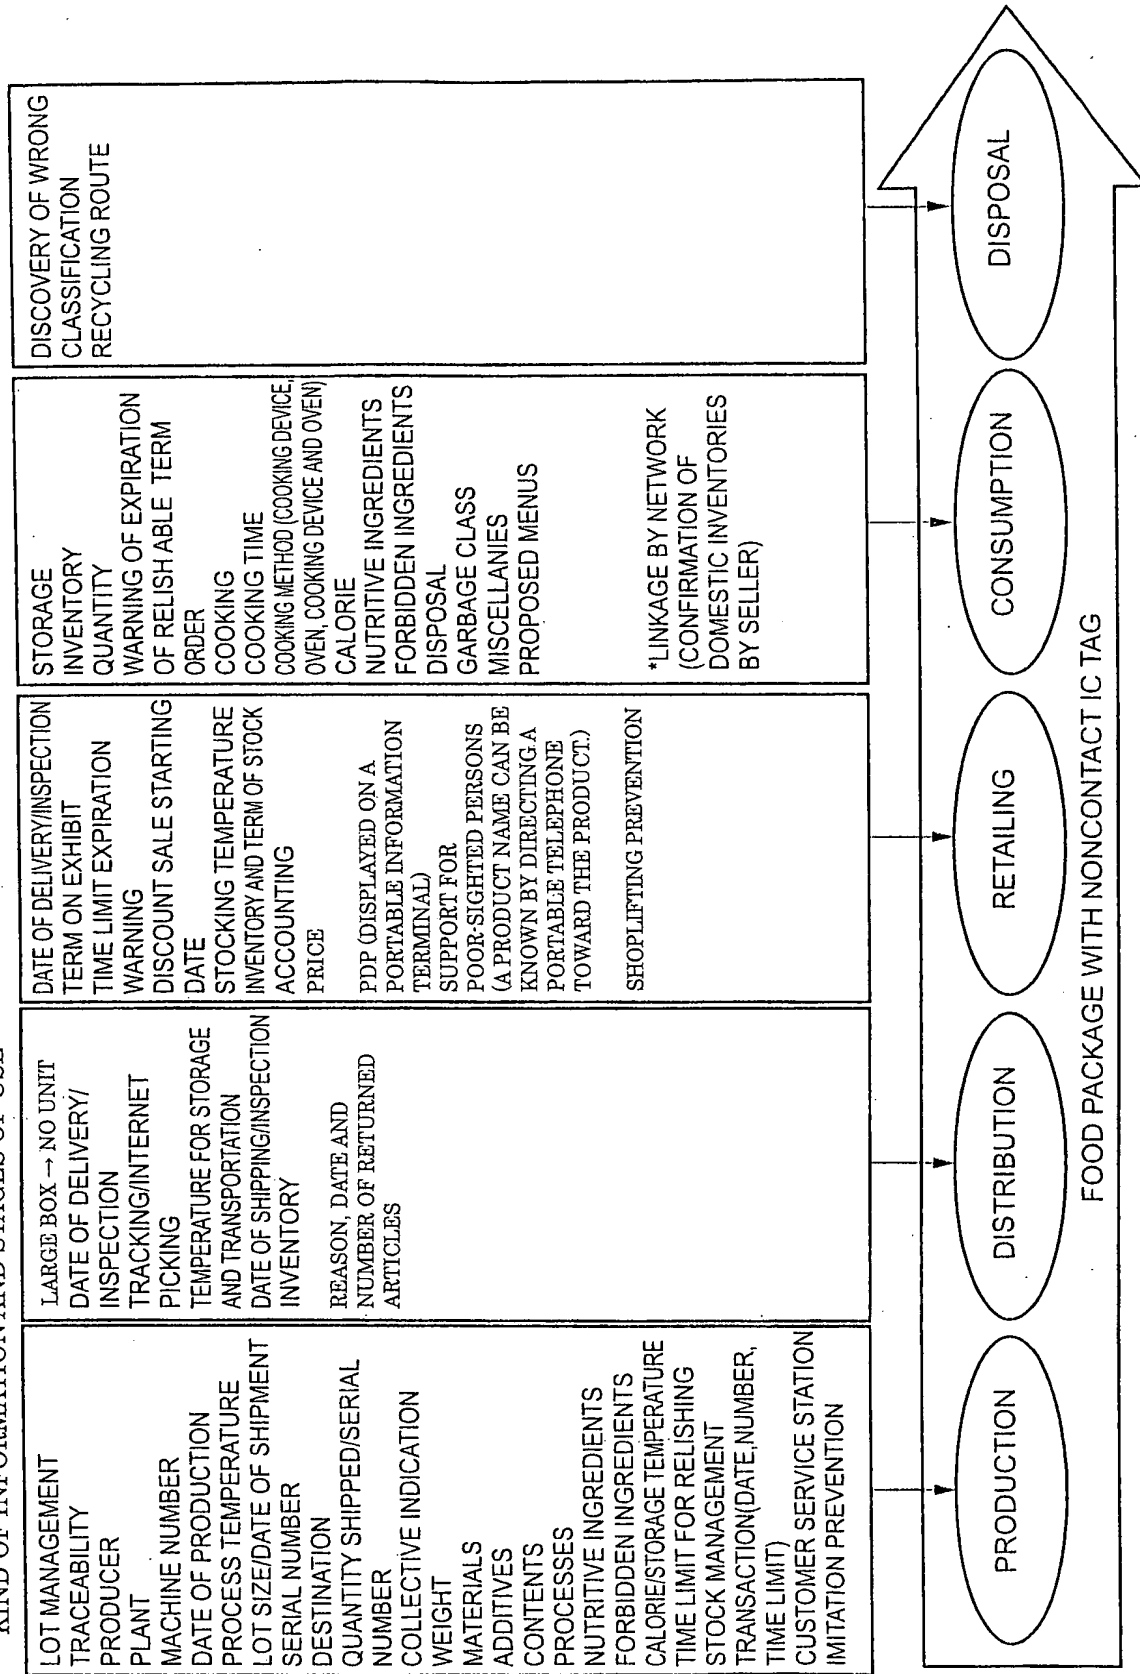 KIND OF INFORMATION AND STAGES OF USE
LOT MANAGEMENT
TRACEABILITY
PRODUCER
PLANT
MACHINE NUMBER
DATE OF PRODUCTION
PROCESS TEMPERATURE
LOT SIZE/DATE OF SHIPMENT
SERIAL NUMBER
DESTINATION
QUANTITY SHIPPED/SERIAL
NUMBER
COLLECTIVE INDICATION
WEIGHT
MATERIALS
ADDITIVES
CONTENTS
PROCESSES
NUTRITIVE INGREDIENTS
FORBIDDEN INGREDIENTS
CALORIE/STORAGE TEMPERATURE
TIME LIMIT FOR RELISHING
STOCK MANAGEMENT
TRANSACTION(DATE,NUMBER,
TIME LIMIT)
CUSTOMER SERVICE STATION
IMITATION PREVENTION
LARGE BOX → NO UNIT
DATE OF DELIVERY/
INSPECTION
TRACKING/INTERNET
PICKING
TEMPERATURE FOR STORAGE
AND TRANSPORTATION
DATE OF SHIPPING/INSPECTION
INVENTORY
REASON, DATE AND
NUMBER OF RETURNED
ARTICLES
DATE OF DELIVERY/INSPECTION
TERM ON EXHIBIT
TIME LIMIT EXPIRATION
WARNING
DISCOUNT SALE STARTING
DATE
STOCKING TEMPERATURE
INVENTORY AND TERM OF STOCK
ACCOUNTING
PRICE
PDP (DISPLAYED ON A
PORTABLE INFORMATION
TERMINAL)
SUPPORT FOR
POOR-SIGHTED PERSONS
(A PRODUCT NAME CAN BE
KNOWN BY DIRECTING A
PORTABLE TELEPHONE
TOWARD THE PRODUCT.)
SHOPLIFTING PREVENTION
STORAGE
INVENTORY
QUANTITY
WARNING OF EXPIRATION
OF RELISH ABLE TERM
ORDER
COOKING
COOKING TIME
COOKING METHOD (COOKING DEVICE,
OVEN, COOKING DEVICE AND OVEN)
CALORIE
NUTRITIVE INGREDIENTS
FORBIDDEN INGREDIENTS
DISPOSAL
GARBAGE CLASS
MISCELLANIES
PROPOSED MENUS
*LINKAGE BY NETWORK
(CONFIRMATION OF
DOMESTIC INVENTORIES
BY SELLER)
DISCOVERY OF WRONG
CLASSIFICATION
RECYCLING ROUTE
PRODUCTION
DISTRIBUTION
RETAILING
CONSUMPTION
DISPOSAL
FOOD PACKAGE WITH NONCONTACT IC TAG